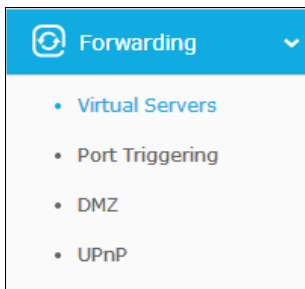 Forwarding
• Virtual Servers
• Port Triggering
• DMZ
• UPnP